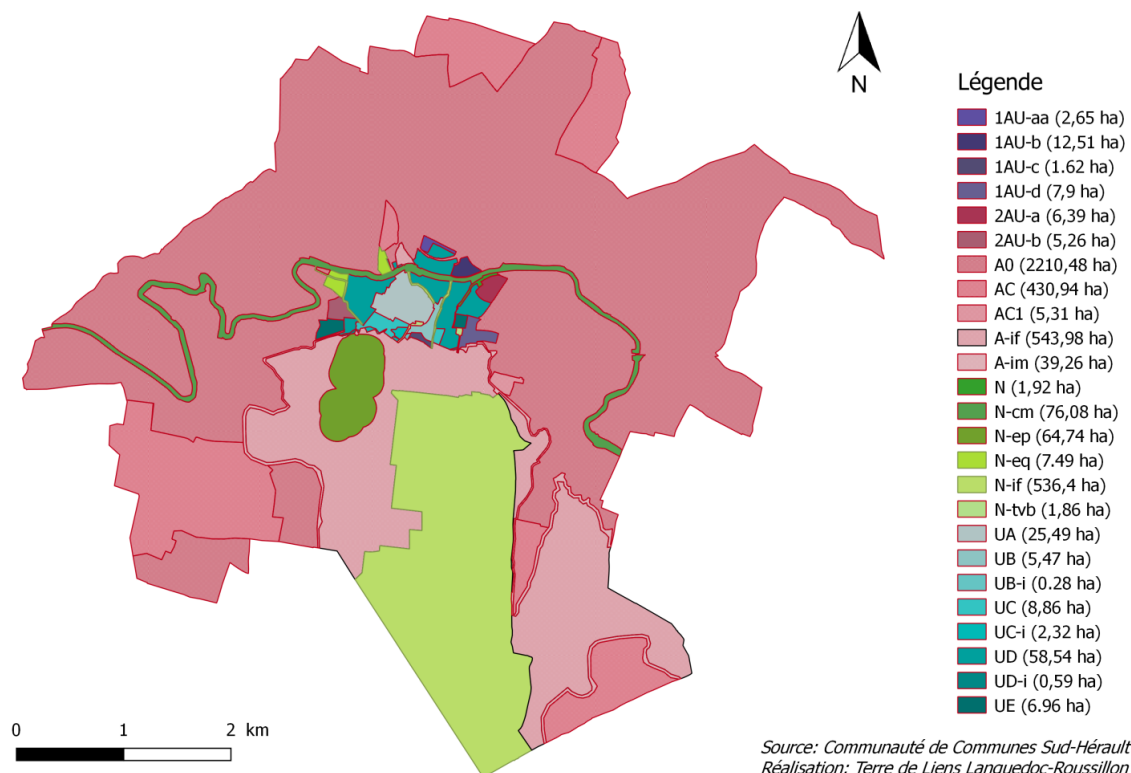 N
Légende
1AU-aa (2,65 ha)
1AU-b (12,51 ha)
1AU-c (1.62 ha)
1AU-d (7,9 ha)
2AU-a (6,39 ha)
2AU-b (5,26 ha)
A0 (2210,48 ha)
AC (430,94 ha)
AC1 (5,31 ha)
A-if (543,98 ha)
A-im (39,26 ha)
N (1,92 ha)
N-cm (76,08 ha)
N-ep (64,74 ha)
N-eq (7.49 ha)
N-if (536,4 ha)
N-tvb (1,86 ha)
UA (25,49 ha)
UB (5,47 ha)
UB-i (0.28 ha)
UC (8,86 ha)
UC-i (2,32 ha)
UD (58,54 ha)
UD-i (0,59 ha)
UE (6.96 ha)
0 1 2 km
Source: Communauté de Communes Sud-Hérault
Réalisation: Terre de Liens Languedoc-Roussillon